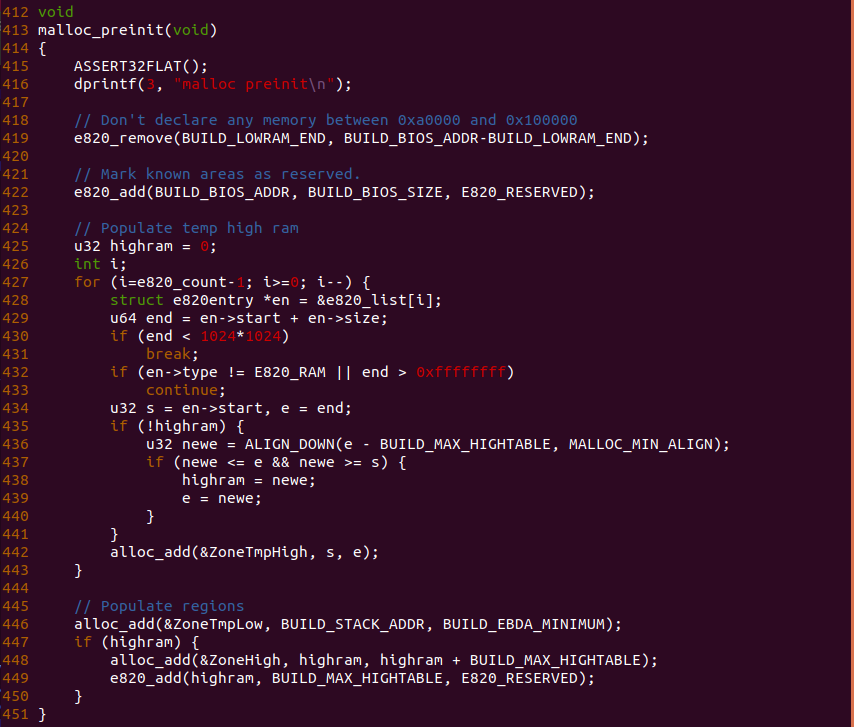 412 void
413 malloc_preinit(void)
414 {
415     ASSERT32FLAT();
416     dprintf(3, "malloc preinit\n");
417
418     // Don't declare any memory between 0xa0000 and 0x100000
419     e820_remove(BUILD_LOWRAM_END, BUILD_BIOS_ADDR-BUILD_LOWRAM_END);
420
421     // Mark known areas as reserved.
422     e820_add(BUILD_BIOS_ADDR, BUILD_BIOS_SIZE, E820_RESERVED);
423
424     // Populate temp high ram
425     u32 highram = 0;
426     int i;
427     for (i=e820_count-1; i>=0; i--) {
428         struct e820entry *en = &e820_list[i];
429         u64 end = en->start + en->size;
430         if (end < 1024*1024)
431             break;
432         if (en->type != E820_RAM || end > 0xffffffff)
433             continue;
434         u32 s = en->start, e = end;
435         if (!highram) {
436             u32 newe = ALIGN_DOWN(e - BUILD_MAX_HIGHTABLE, MALLOC_MIN_ALIGN);
437             if (newe <= e && newe >= s) {
438                 highram = newe;
439                 e = newe;
440             }
441         }
442         alloc_add(&ZoneTmpHigh, s, e);
443     }
444
445     // Populate regions
446     alloc_add(&ZoneTmpLow, BUILD_STACK_ADDR, BUILD_EBDA_MINIMUM);
447     if (highram) {
448         alloc_add(&ZoneHigh, highram, highram + BUILD_MAX_HIGHTABLE);
449         e820_add(highram, BUILD_MAX_HIGHTABLE, E820_RESERVED);
450     }
451 }